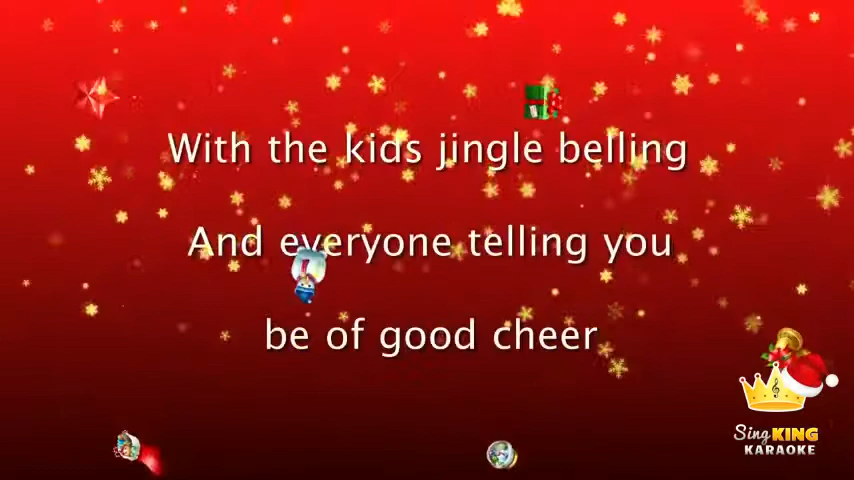 With the kids jingle belling
And everyone telling you
be of good cheer
Sing KING
KARAOKE